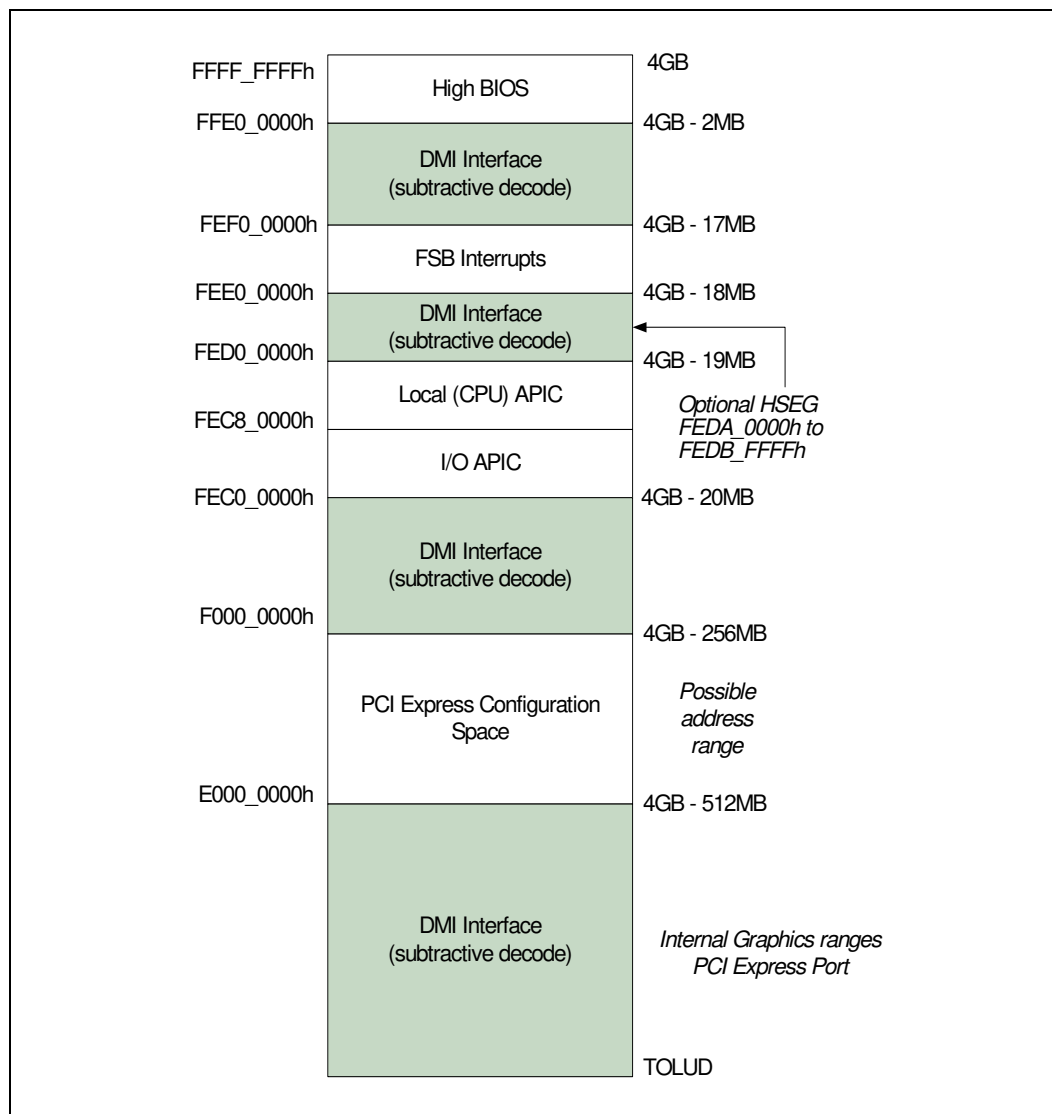 FFFF_FFFFh
4GB
High BIOS
FFE0_0000h
4GB - 2MB
DMI Interface
(subtractive decode)
FEF0_0000h
4GB - 17MB
FSB Interrupts
FEE0_0000h
4GB - 18MB
DMI Interface
(subtractive decode)
FED0_0000h
4GB - 19MB
Local (CPU) APIC
Optional HSEG
FEDA_0000h to
FEDB_FFFFh
FEC8_0000h
I/O APIC
FEC0_0000h
4GB - 20MB
DMI Interface
(subtractive decode)
F000_0000h
4GB - 256MB
PCI Express Configuration
Space
Possible
address
range
E000_0000h
4GB - 512MB
DMI Interface
(subtractive decode)
Internal Graphics ranges
PCI Express Port
TOLUD